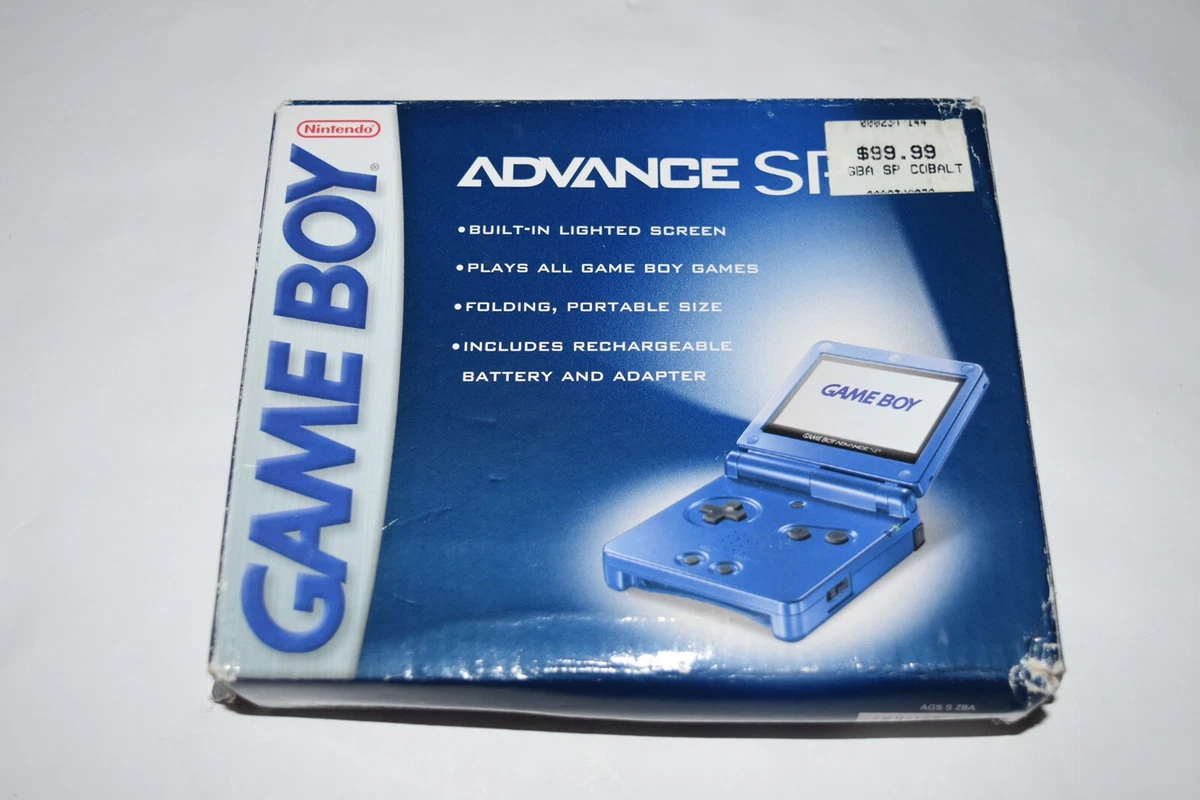 Nintendo®
GAME BOY®
ADVANCE SP
$99.99
GBA SP COBALT
•BUILT-IN LIGHTED SCREEN
•PLAYS ALL GAME BOY GAMES
•FOLDING, PORTABLE SIZE
•INCLUDES RECHARGEABLE
BATTERY AND ADAPTER
GAME BOY
GAME BOY ADVANCE SP
AGS S ZBA